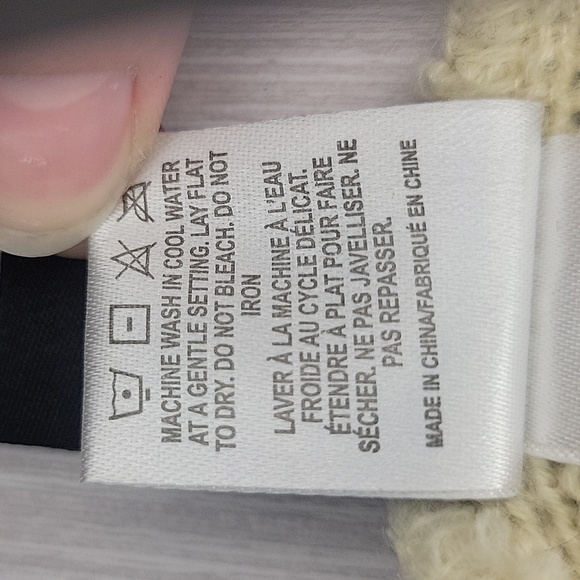 MACHINE WASH IN COOL WATER
AT A GENTLE SETTING. LAY FLAT
TO DRY. DO NOT BLEACH. DO NOT
IRON
LAVER À LA MACHINE À L'EAU
FROIDE AU CYCLE DÉLICAT.
ÉTENDRE À PLAT POUR FAIRE
SÉCHER. NE PAS JAVELLISER. NE
PAS REPASSER.
MADE IN CHINA/FABRIQUÉ EN CHINE